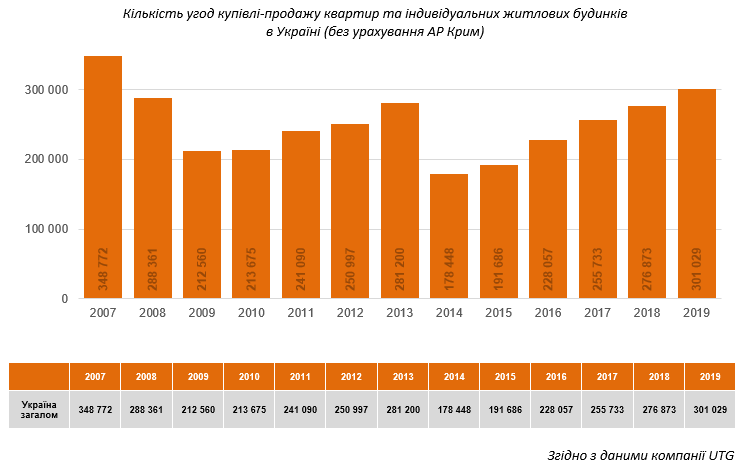 Кількість угод купівлі-продажу квартир та індивідуальних житлових будинків
в Україні (без урахування АР Крим)
300 000
200 000
100 000
0
348 772
288 361
212 560
213 675
241 090
250 997
281 200
178 448
191 686
228 057
255 733
276 873
301 029
2007 2008 2009 2010 2011 2012 2013 2014 2015 2016 2017 2018 2019
2007 2008 2009 2010 2011 2012 2013 2014 2015 2016 2017 2018 2019
Україна загалом 348 772 288 361 212 560 213 675 241 090 250 997 281 200 178 448 191 686 228 057 255 733 276 873 301 029
Згідно з даними компанії UTG